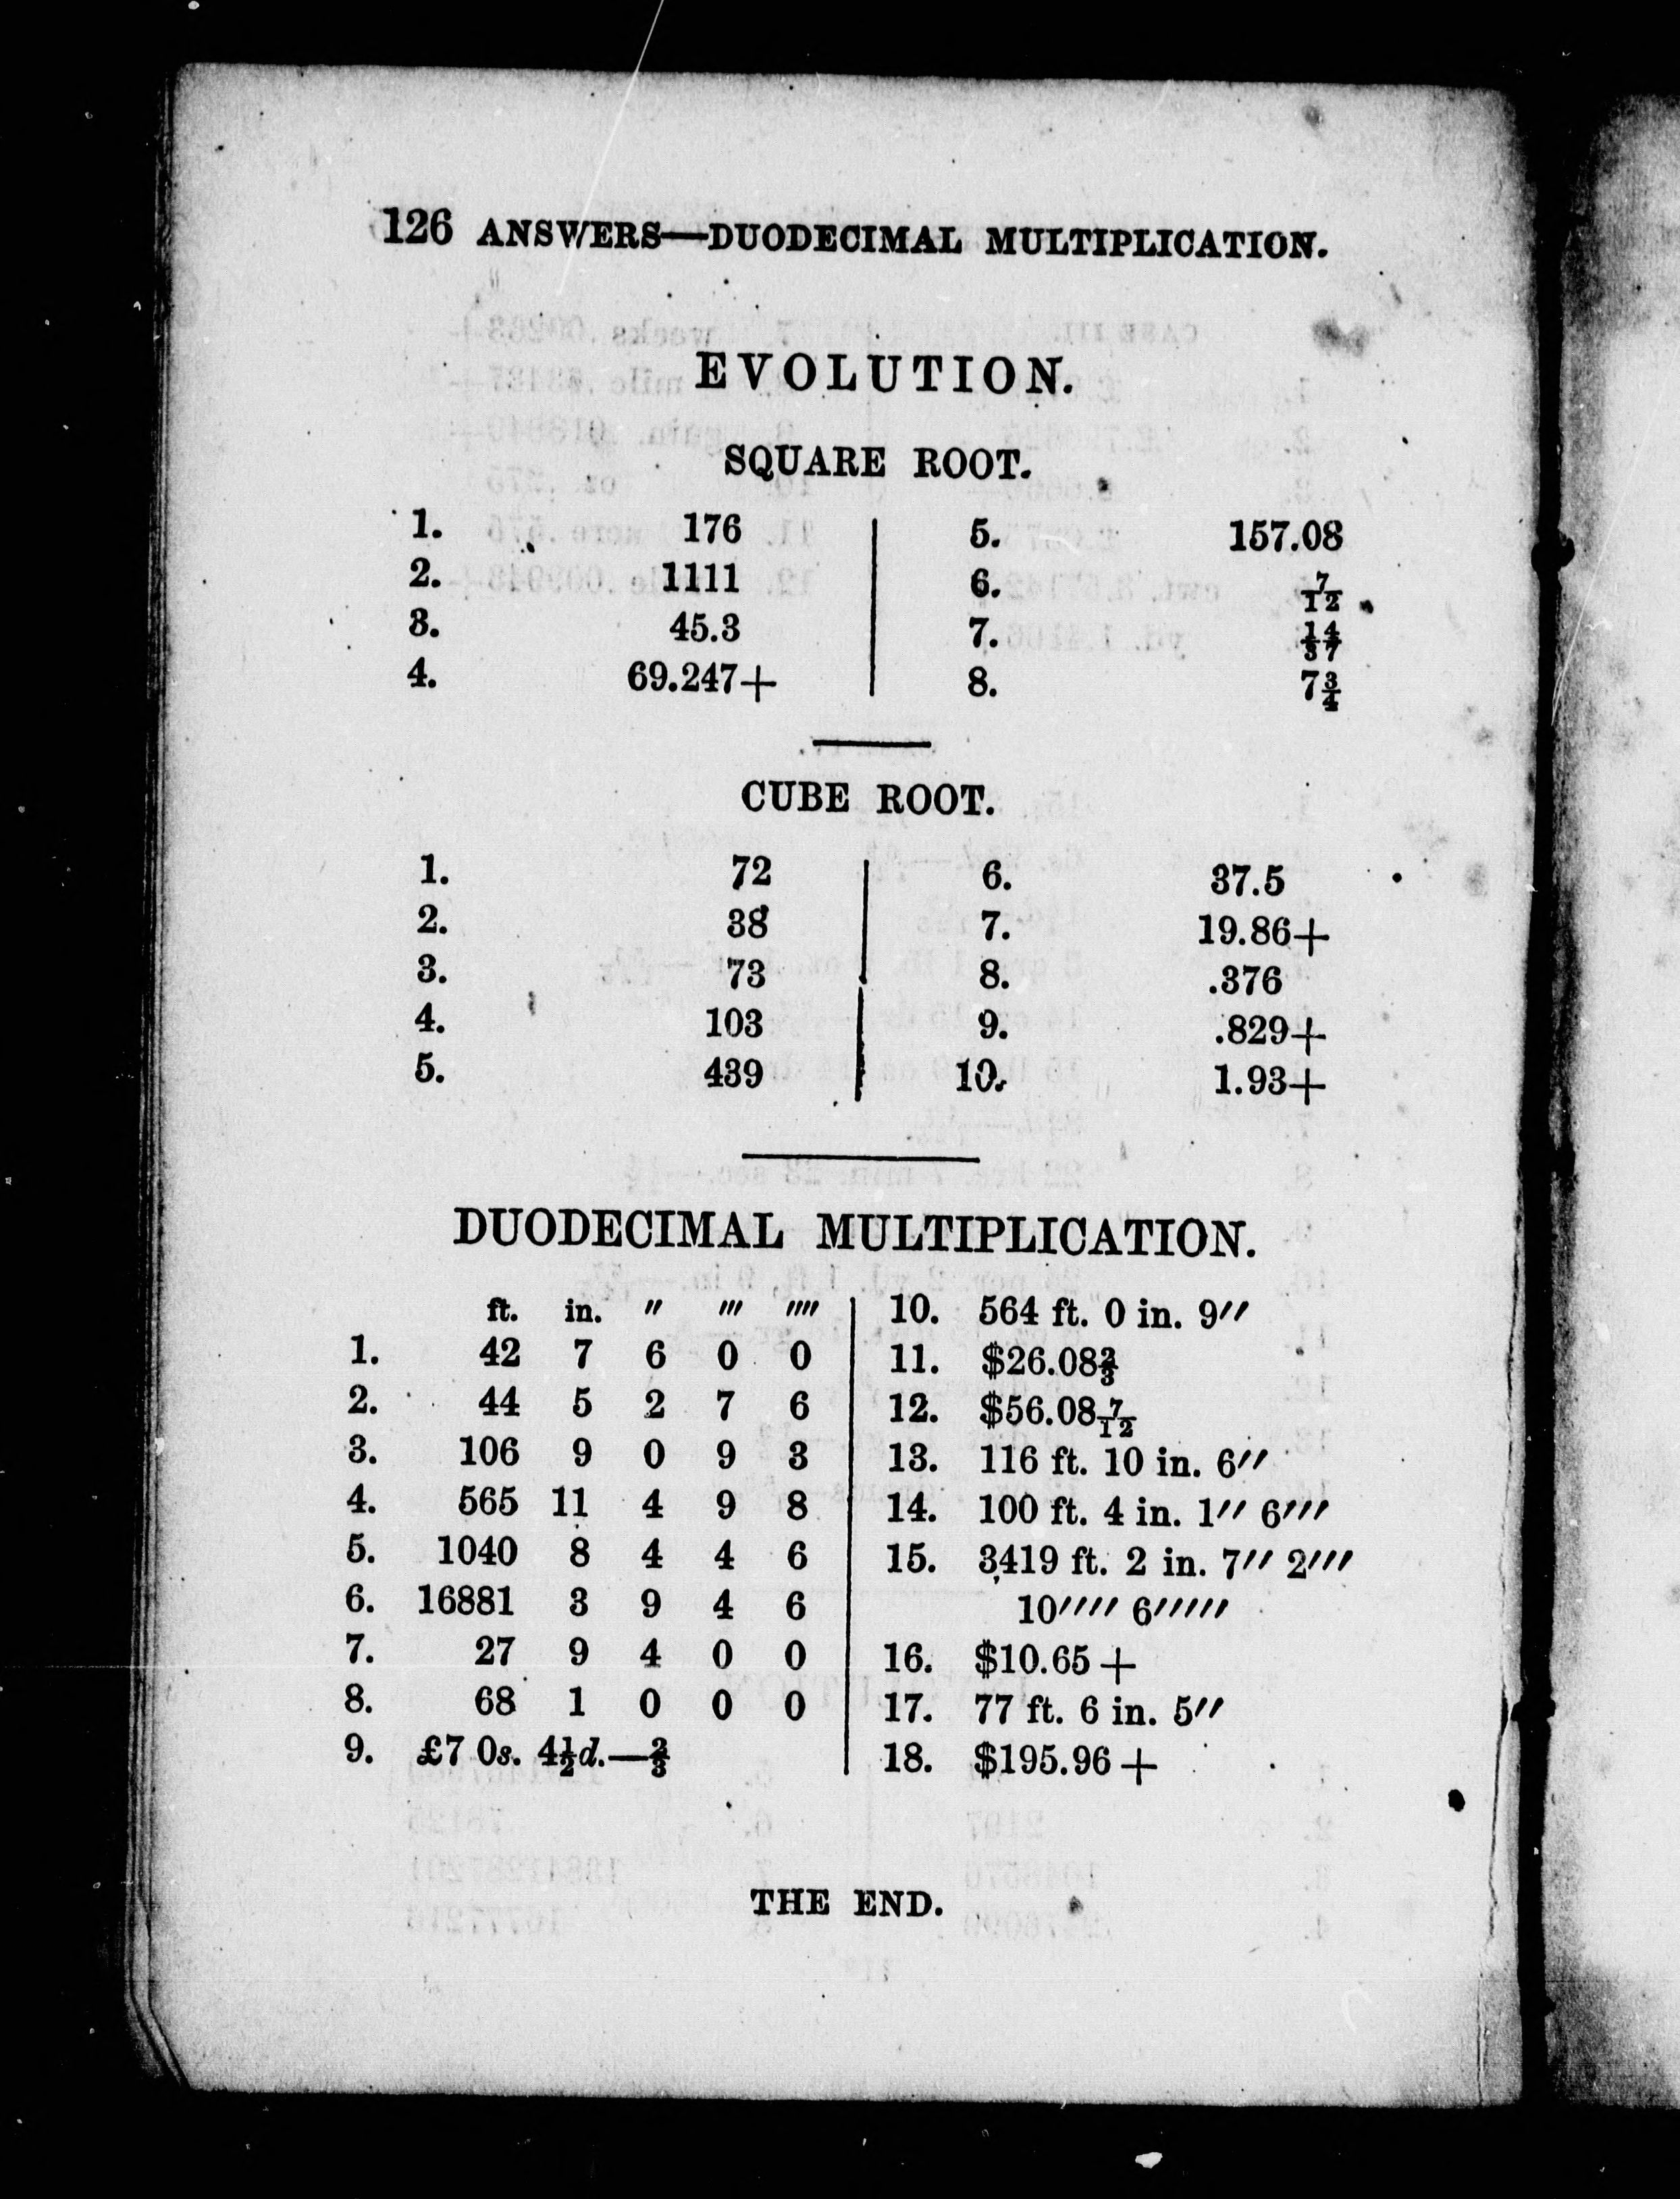 126 ANSWERS—DUODECIMAL MULTIPLICATION.
EVOLUTION.
SQUARE ROOT.
1. 176
2. 1111
3. 45.3
4. 69.247+
5. 157.08
6. 7/12
7. 14/37
8. 7 3/4
CUBE ROOT.
1. 72
2. 38
3. 73
4. 103
5. 439
6. 37.5
7. 19.86+
8. .376
9. .829+
10. 1.93+
DUODECIMAL MULTIPLICATION.
ft. in. ″ ‴ ⁗
1. 42 7 6 0 0
2. 44 5 2 7 6
3. 106 9 0 9 3
4. 565 11 4 9 8
5. 1040 8 4 4 6
6. 16881 3 9 4 6
7. 27 9 4 0 0
8. 68 1 0 0 0
9. £7 0s. 4½d.—⅔
10. 564 ft. 0 in. 9′′
11. $26.08⅔
12. $56.08 7/12
13. 116 ft. 10 in. 6′′
14. 100 ft. 4 in. 1′′ 6′′′
15. 3419 ft. 2 in. 7′′ 2′′′
10′′′′ 6′′′′′
16. $10.65 +
17. 77 ft. 6 in. 5′′
18. $195.96 +
THE END.